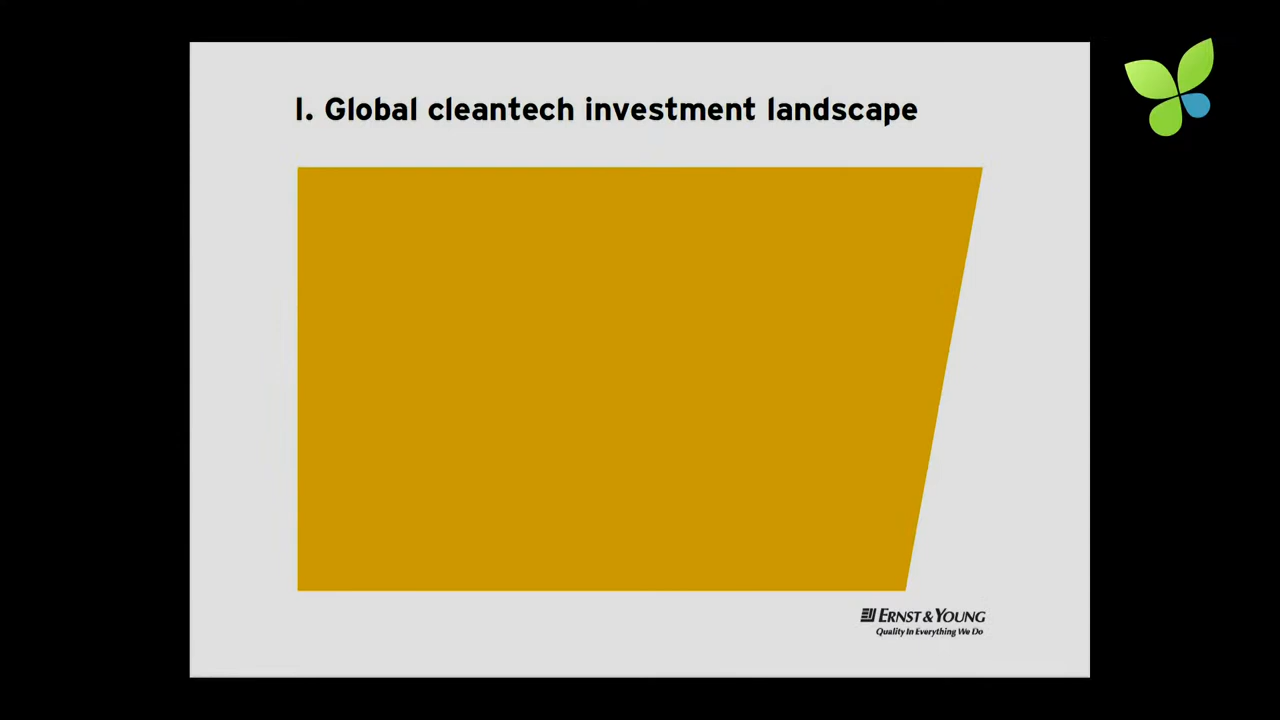 I. Global cleantech investment landscape
ERNST & YOUNG
Quality In Everything We Do